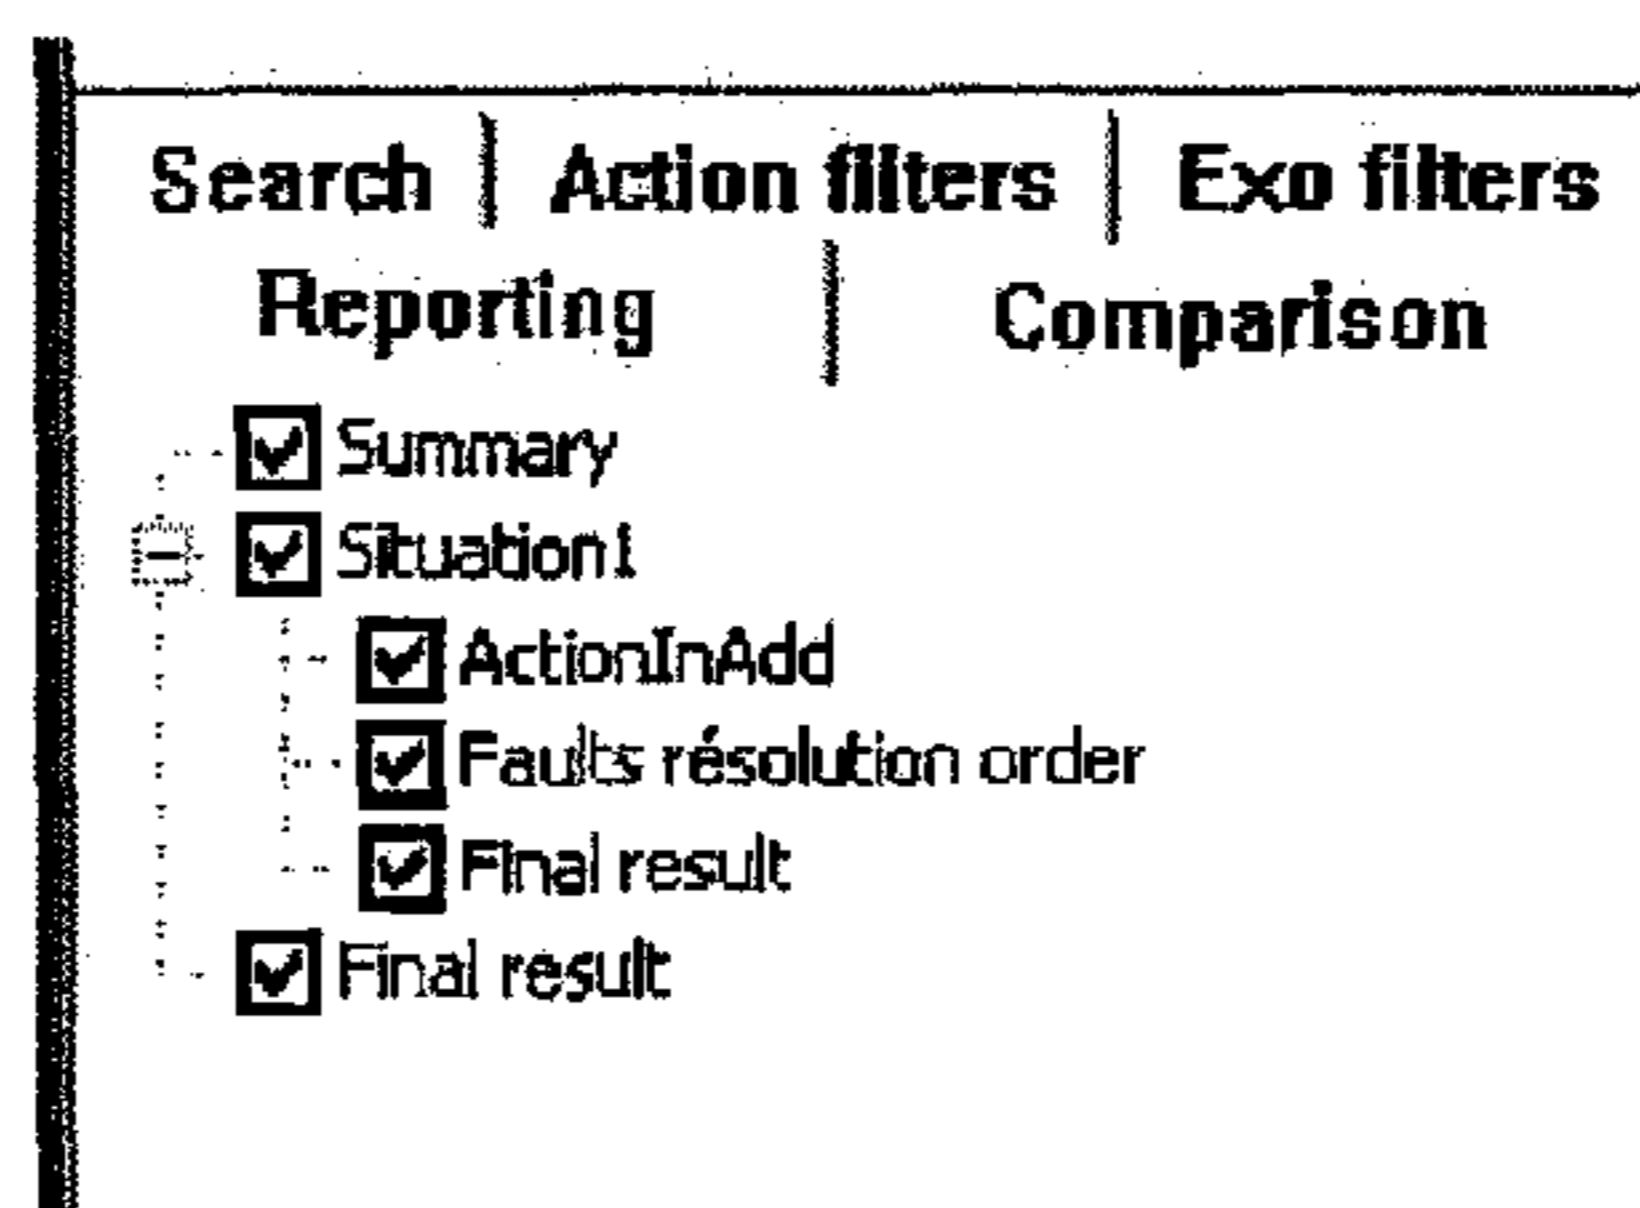 Search Action filters Exo filters
Reporting Comparison
Summary
Situation1
ActionInAdd
Faults résolution order
Final result
Final result